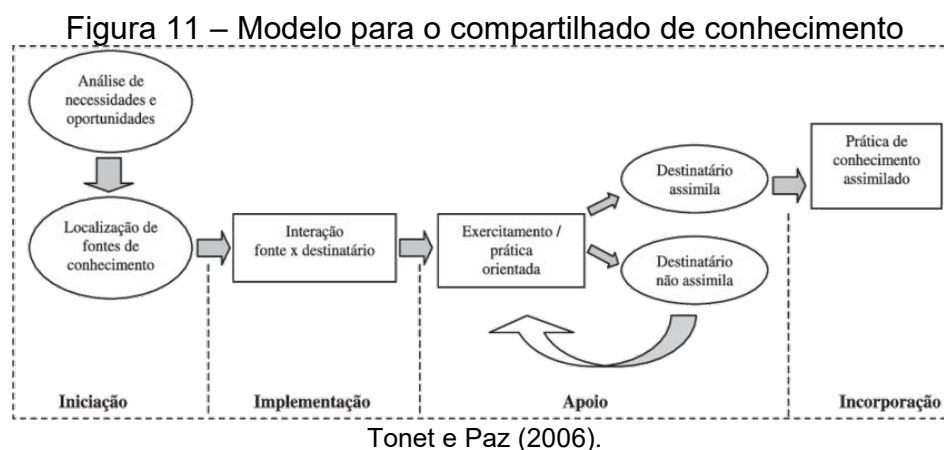 Figura 11 – Modelo para o compartilhado de conhecimento
Análise de
necessidades e
oportunidades
Localização de
fontes de
conhecimento
Interação
fonte x destinatário
Exercitamento /
prática
orientada
Destinatário
assimila
Destinatário
não assimila
Prática de
conhecimento
assimilado
Iniciação
Implementação
Apoio
Incorporação
Tonet e Paz (2006).